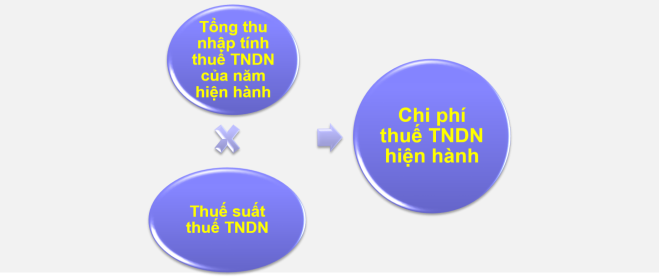 Tổng thu
nhập tính
thuế TNDN
của năm
hiện hành
Thuế suất
thuế TNDN
Chi phí
thuế TNDN
hiện hành